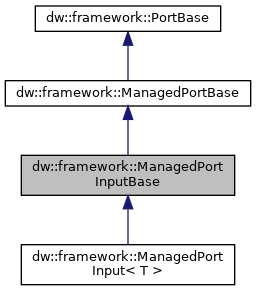 dw::framework::PortBase
dw::framework::ManagedPortBase
dw::framework::ManagedPort
InputBase
dw::framework::ManagedPort
Input< T >